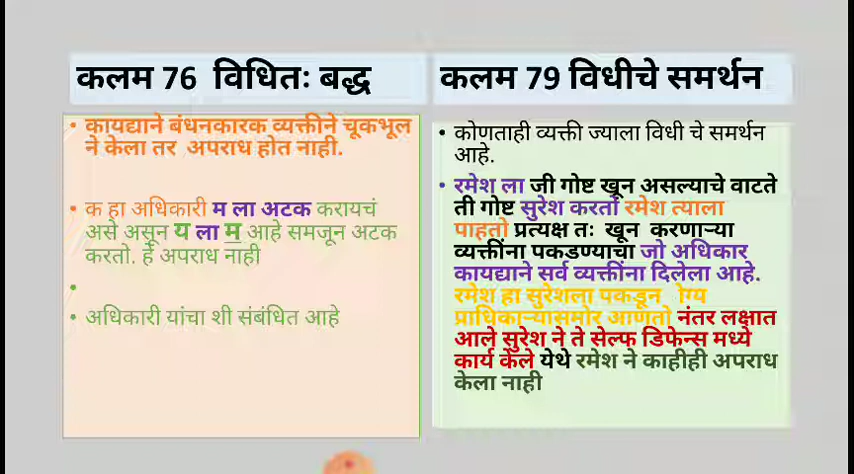 कलम 76 विधितः बद्ध
• कायद्याने बंधनकारक व्यक्तीने चूकभूल
ने केला तर अपराध होत नाही.
• क हा अधिकारी म ला अटक करायचं
असे असून य ला म आहे समजून अटक
करतो. हे अपराध नाही
•
• अधिकारी यांचा शी संबंधित आहे
कलम 79 विधीचे समर्थन
• कोणताही व्यक्ती ज्याला विधी चे समर्थन
आहे.
• रमेश ला जी गोष्ट खून असल्याचे वाटते
ती गोष्ट सुरेश करतो रमेश त्याला
पाहतो प्रत्यक्ष तः खून करणाऱ्या
व्यक्तींना पकडण्याचा जो अधिकार
कायद्याने सर्व व्यक्तींना दिलेला आहे.
रमेश हा सुरेशला पकडून
प्राधिकाऱ्यासमोर आणतो नंतर लक्षात
आले सुरेश ने ते सेल्फ डिफेन्स मध्ये
कार्य केले येथे रमेश ने काहीही अपराध
केला नाही